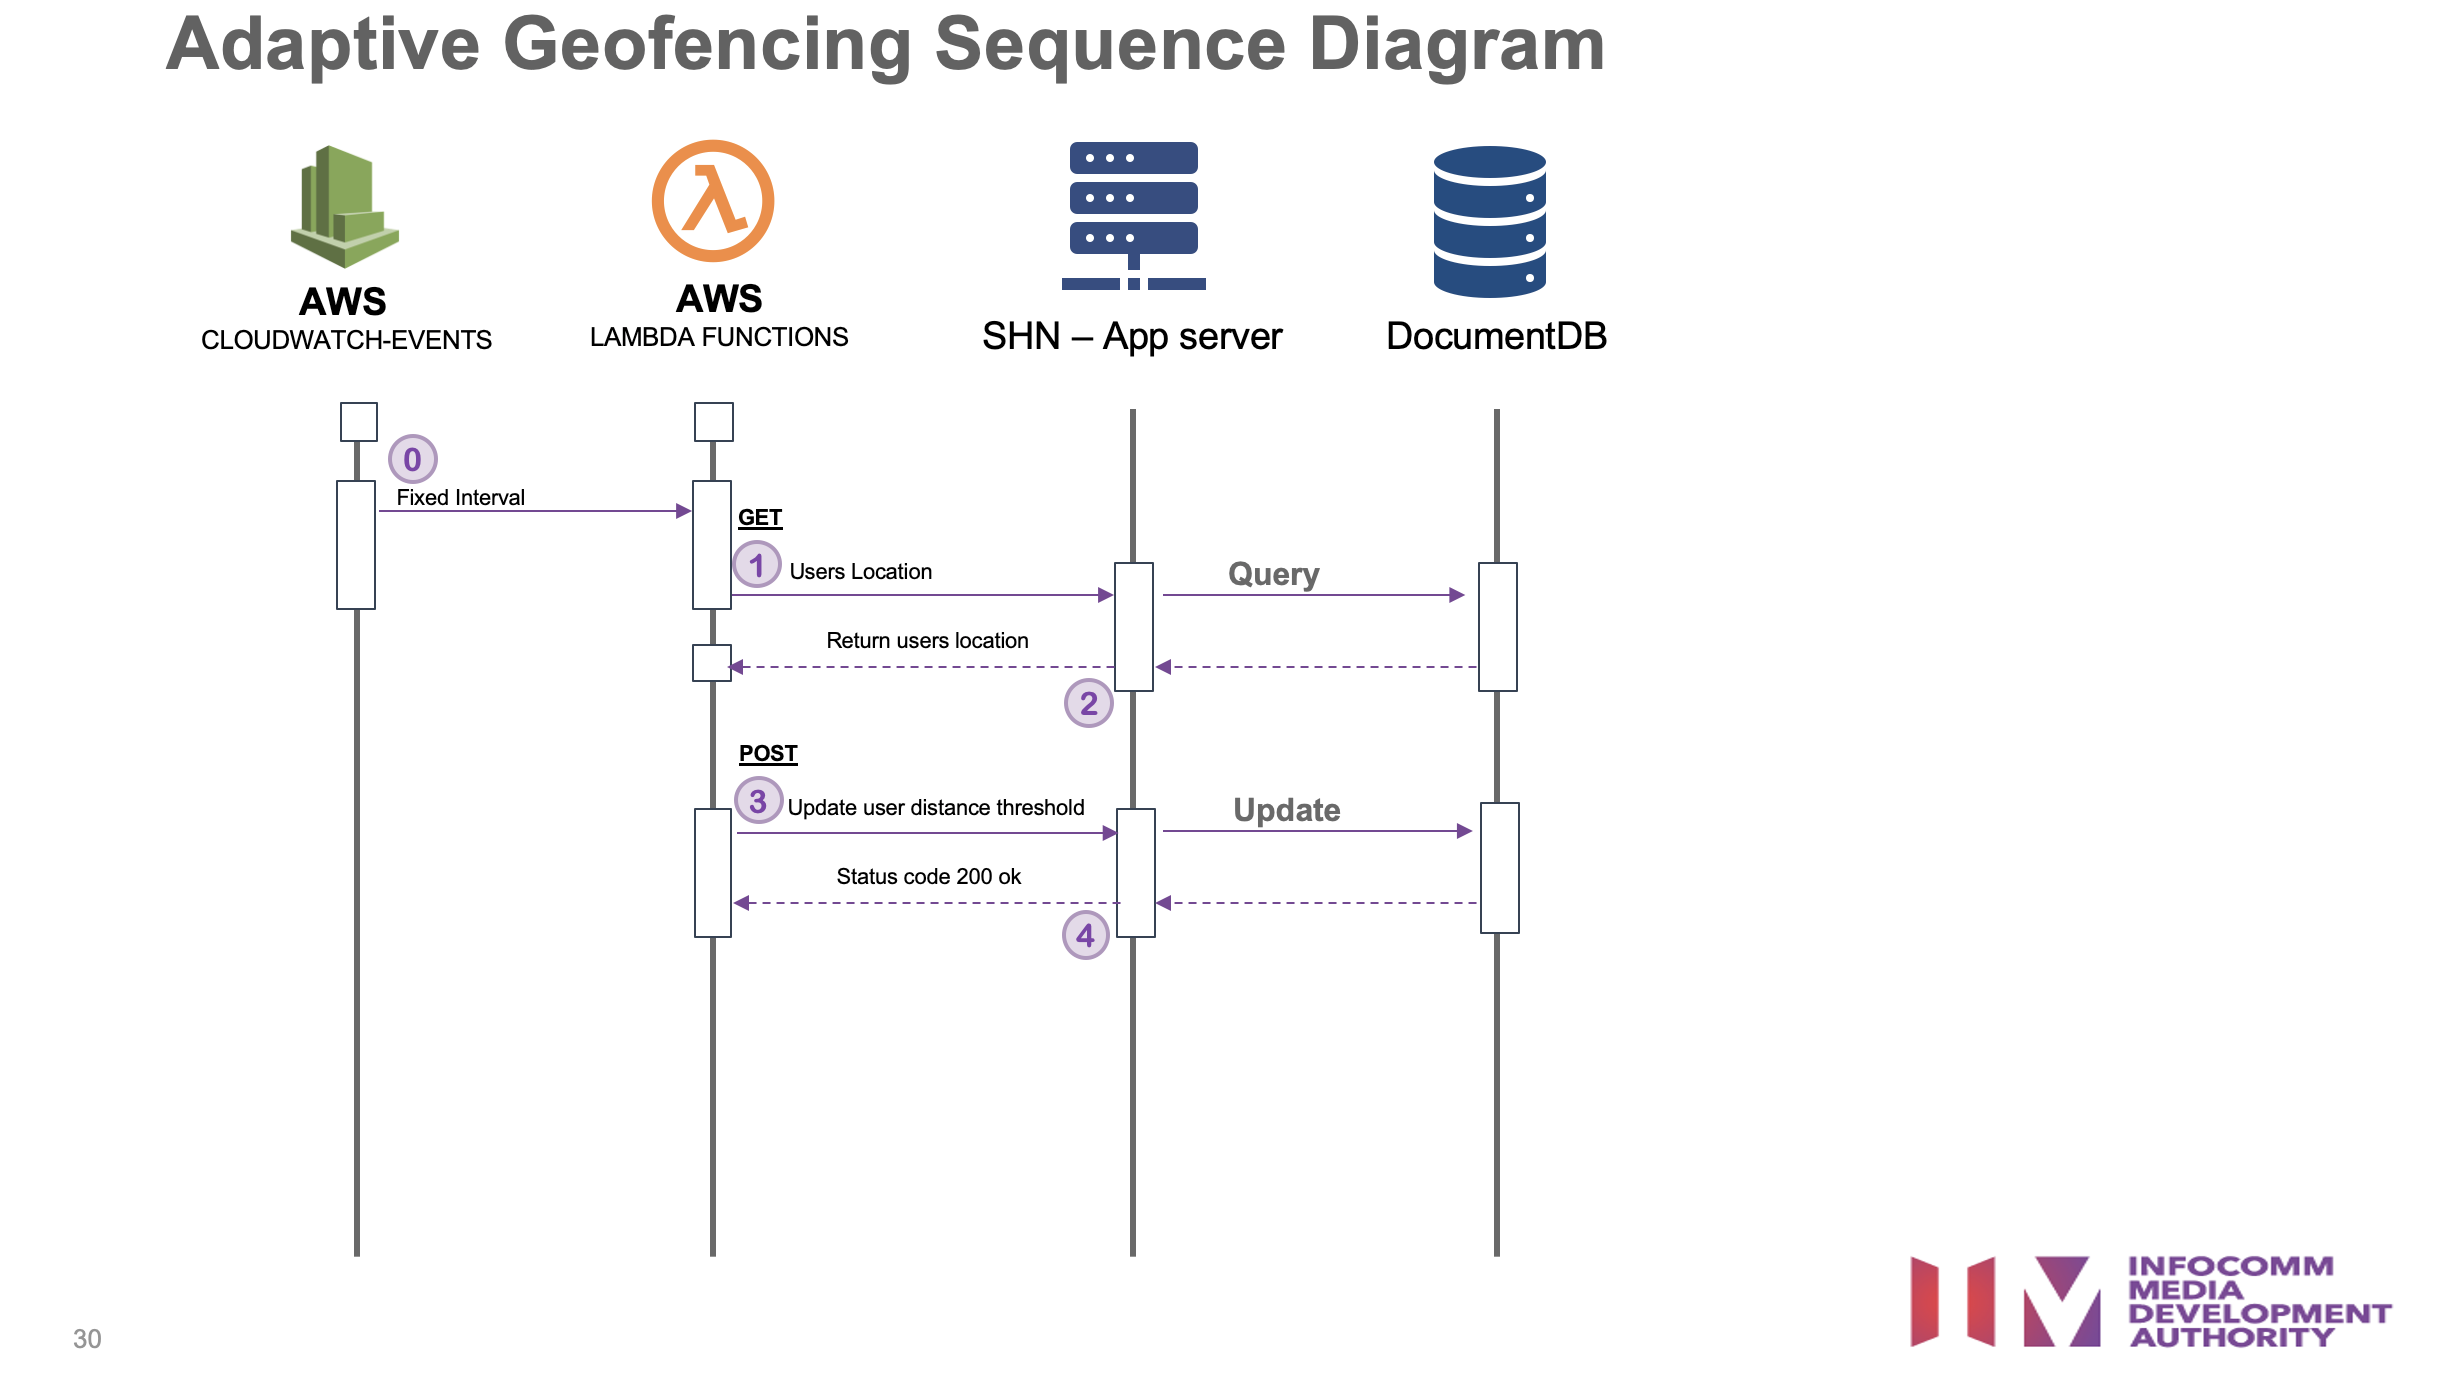 Adaptive Geofencing Sequence Diagram
AWS
CLOUDWATCH-EVENTS
AWS
LAMBDA FUNCTIONS
SHN – App server
DocumentDB
0
Fixed Interval
GET
1
Users Location
Query
Return users location
2
POST
3
Update user distance threshold
Update
Status code 200 ok
4
INFOCOMM
MEDIA
DEVELOPMENT
AUTHORITY
30